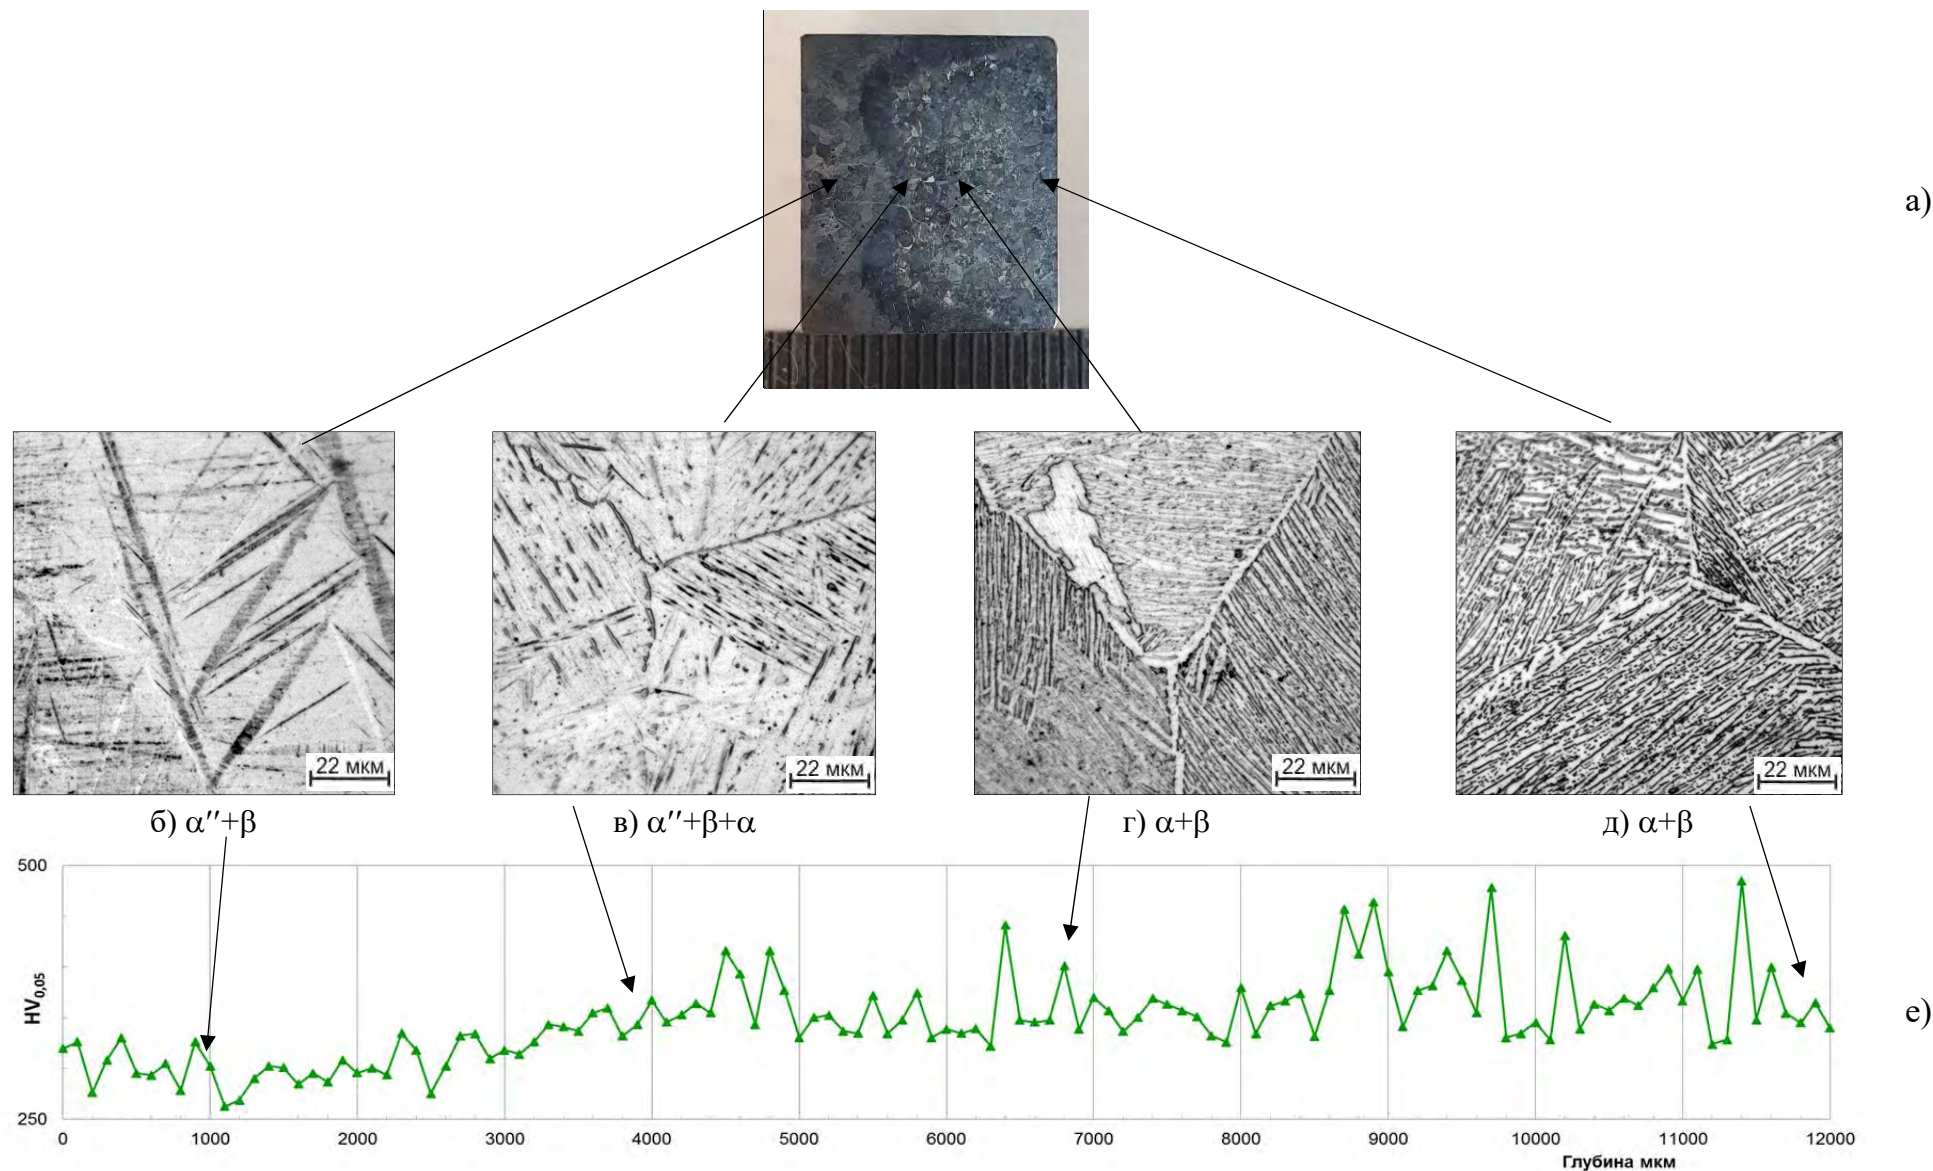 а)
22 мкм
22 мкм
22 мкм
22 мкм
б) α′′+β
в) α′′+β+α
г) α+β
д) α+β
500
HV0,05
250
е)
0 1000 2000 3000 4000 5000 6000 7000 8000 9000 10000 11000 12000
Глубина мкм